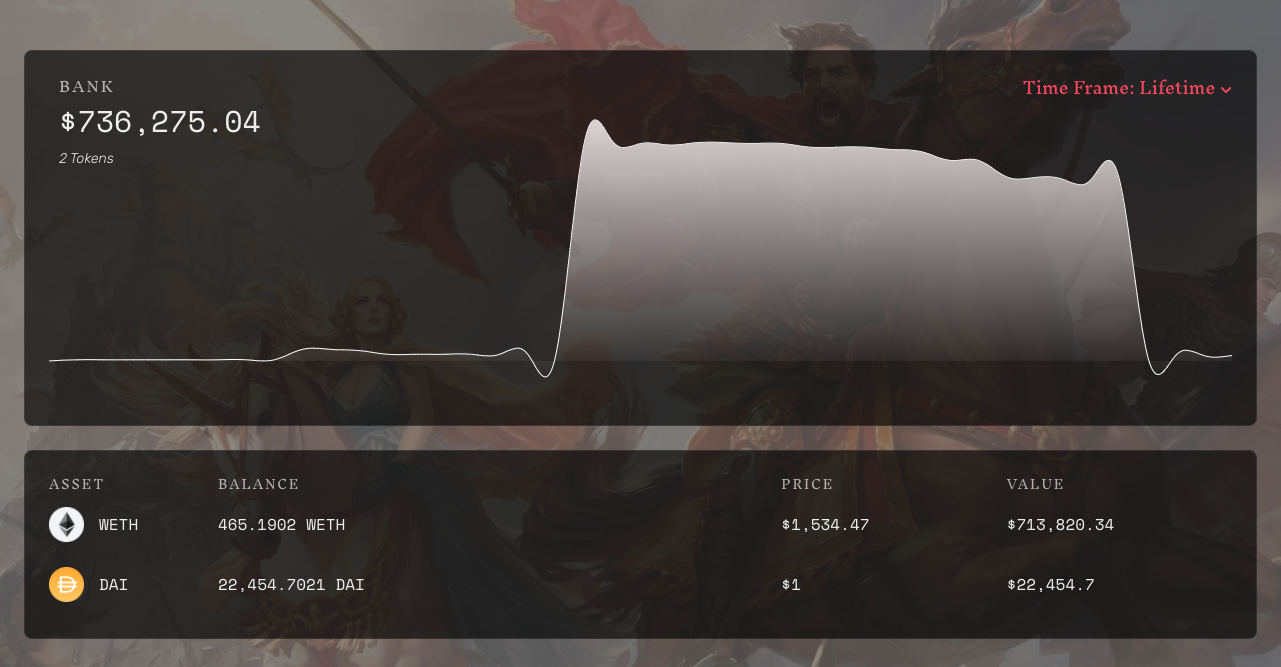 BANK
Time Frame: Lifetime
$736,275.04
2 Tokens
ASSET BALANCE PRICE VALUE
WETH 465.1902 WETH $1,534.47 $713,820.34
DAI 22,454.7021 DAI $1 $22,454.7